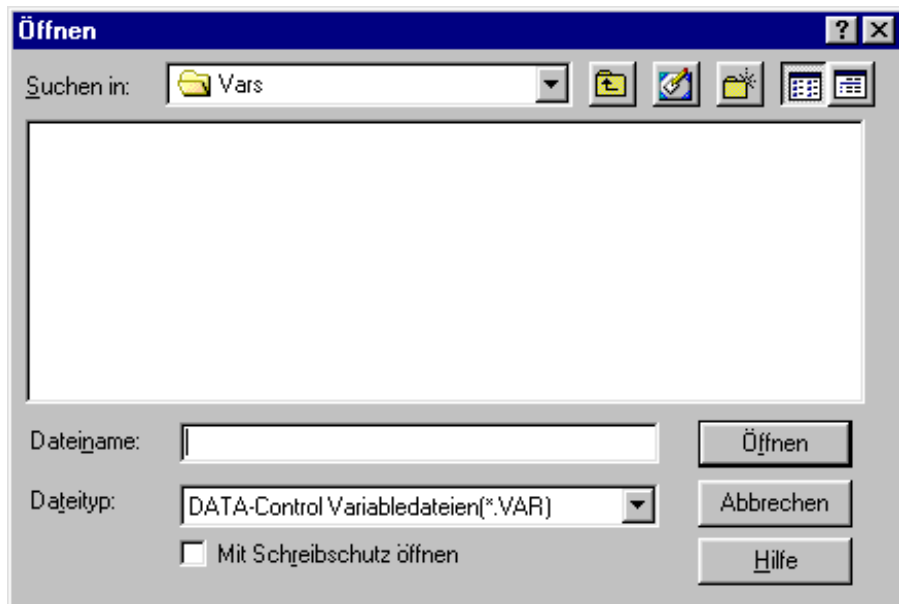 Öffnen
Suchen in: Vars
Dateiname: Öffnen
Dateityp: DATA-Control Variabledateien(*.VAR) Abbrechen
Mit Schreibschutz öffnen Hilfe